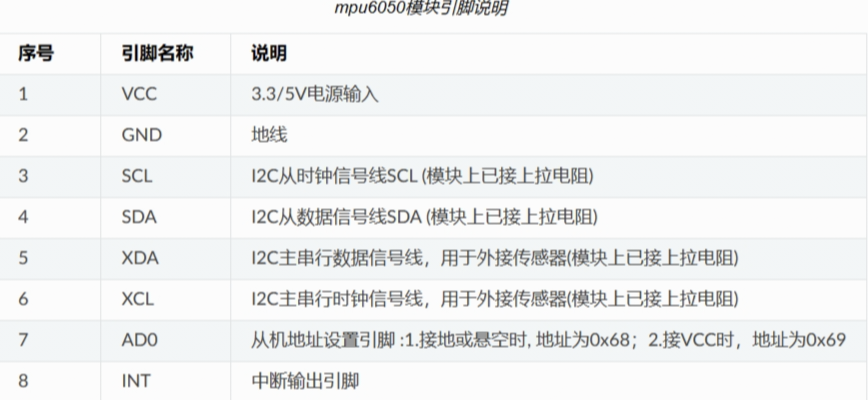 mpu6050模块引脚说明
序号 引脚名称 说明
1 VCC 3.3/5V电源输入
2 GND 地线
3 SCL I2C从时钟信号线SCL (模块上已接上拉电阻)
4 SDA I2C从数据信号线SDA (模块上已接上拉电阻)
5 XDA I2C主串行数据信号线，用于外接传感器(模块上已接上拉电阻)
6 XCL I2C主串行时钟信号线，用于外接传感器(模块上已接上拉电阻)
7 AD0 从机地址设置引脚 :1.接地或悬空时, 地址为0x68；2.接VCC时，地址为0x69
8 INT 中断输出引脚